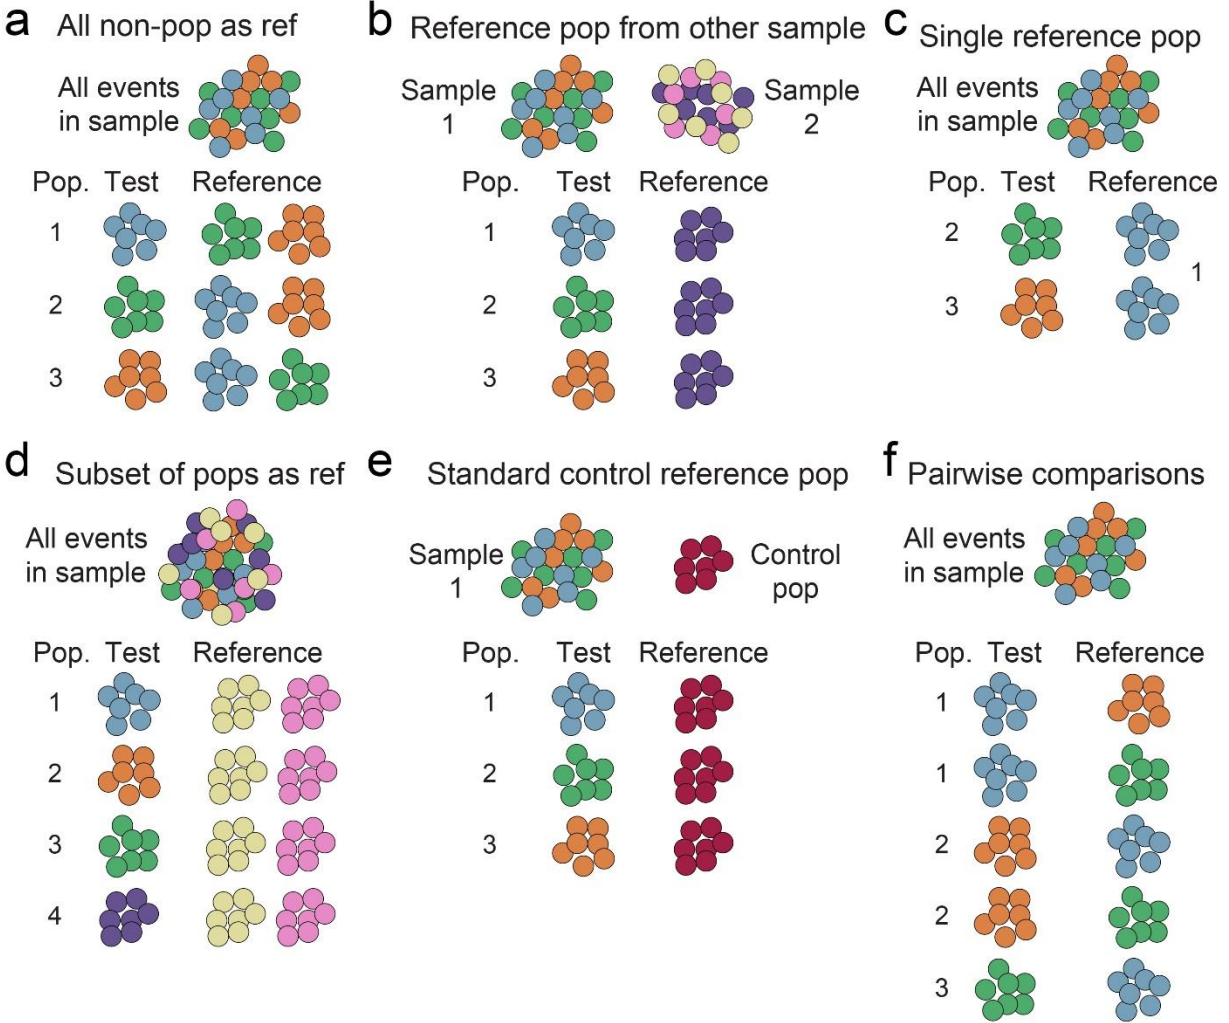 a All non-pop as ref
All events
in sample
Pop. Test Reference
1
2
3
b Reference pop from other sample
Sample
1
Sample
2
Pop. Test Reference
1
2
3
c Single reference pop
All events
in sample
Pop. Test Reference
2
1
3
d Subset of pops as ref
All events
in sample
Pop. Test Reference
1
2
3
4
e Standard control reference pop
Sample
1
Control
pop
Pop. Test Reference
1
2
3
f Pairwise comparisons
All events
in sample
Pop. Test Reference
1
1
2
2
3